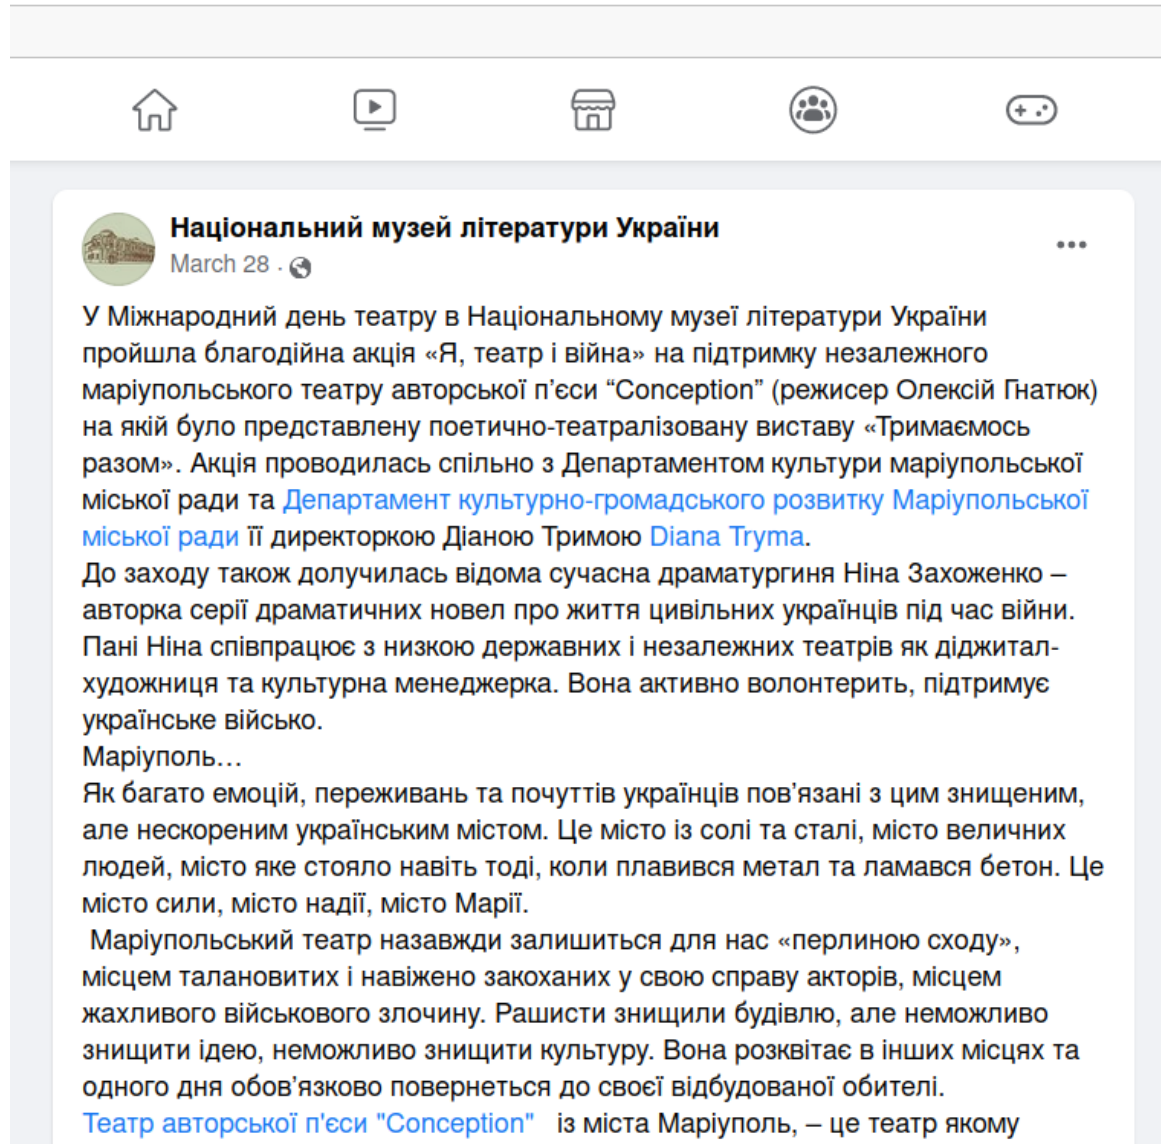 Національний музей літератури України
March 28 ·
У Міжнародний день театру в Національному музеї літератури України
пройшла благодійна акція «Я, театр і війна» на підтримку незалежного
маріупольського театру авторської п’єси “Conception” (режисер Олексій Гнатюк)
на якій було представлену поетично-театралізовану виставу «Тримаємось
разом». Акція проводилась спільно з Департаментом культури маріупольської
міської ради та Департамент культурно-громадського розвитку Маріупольської
міської ради її директоркою Діаною Тримою Diana Tryma.
До заходу також долучилась відома сучасна драматургиня Ніна Захоженко –
авторка серії драматичних новел про життя цивільних українців під час війни.
Пані Ніна співпрацює з низкою державних і незалежних театрів як діджитал-
художниця та культурна менеджерка. Вона активно волонтерить, підтримує
українське військо.
Маріуполь…
Як багато емоцій, переживань та почуттів українців пов’язані з цим знищеним,
але нескореним українським містом. Це місто із солі та сталі, місто величних
людей, місто яке стояло навіть тоді, коли плавився метал та ламався бетон. Це
місто сили, місто надії, місто Марії.
Маріупольський театр назавжди залишиться для нас «перлиною сходу»,
місцем талановитих і навіжено закоханих у свою справу акторів, місцем
жахливого військового злочину. Рашисти знищили будівлю, але неможливо
знищити ідею, неможливо знищити культуру. Вона розквітає в інших місцях та
одного дня обов’язково повернеться до своєї відбудованої обителі.
Театр авторської п'єси "Conception" із міста Маріуполь, – це театр якому